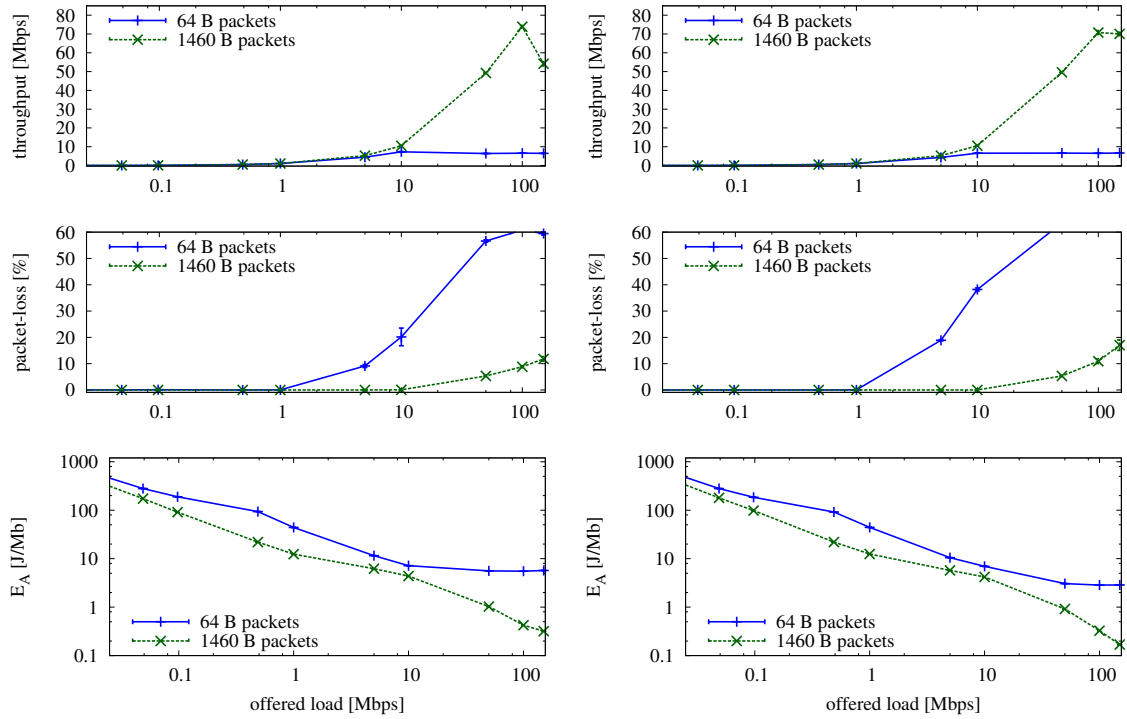 throughput [Mbps]
80
70
60
50
40
30
20
10
0
64 B packets
1460 B packets
0.1 1 10 100
throughput [Mbps]
80
70
60
50
40
30
20
10
0
64 B packets
1460 B packets
0.1 1 10 100
packet-loss [%]
60
50
40
30
20
10
0
64 B packets
1460 B packets
0.1 1 10 100
packet-loss [%]
60
50
40
30
20
10
0
64 B packets
1460 B packets
0.1 1 10 100
E_A [J/Mb]
1000
100
10
1
0.1
64 B packets
1460 B packets
0.1 1 10 100
offered load [Mbps]
E_A [J/Mb]
1000
100
10
1
0.1
64 B packets
1460 B packets
0.1 1 10 100
offered load [Mbps]